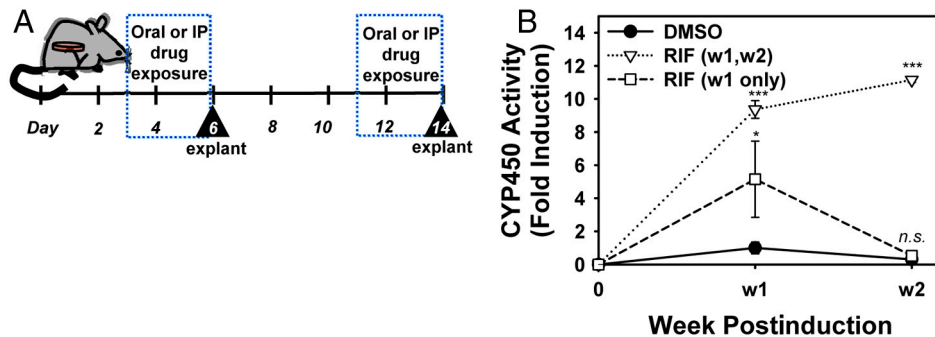 A
Oral or IP
drug
exposure
Oral or IP
drug
exposure
Day 2 4 6 8 10 12 14
explant explant
B
CYP450 Activity
(Fold Induction)
14
12
10
8
6
4
2
0
DMSO
RIF (w1,w2)
RIF (w1 only)
***
***
*
n.s.
0 w1 w2
Week Postinduction